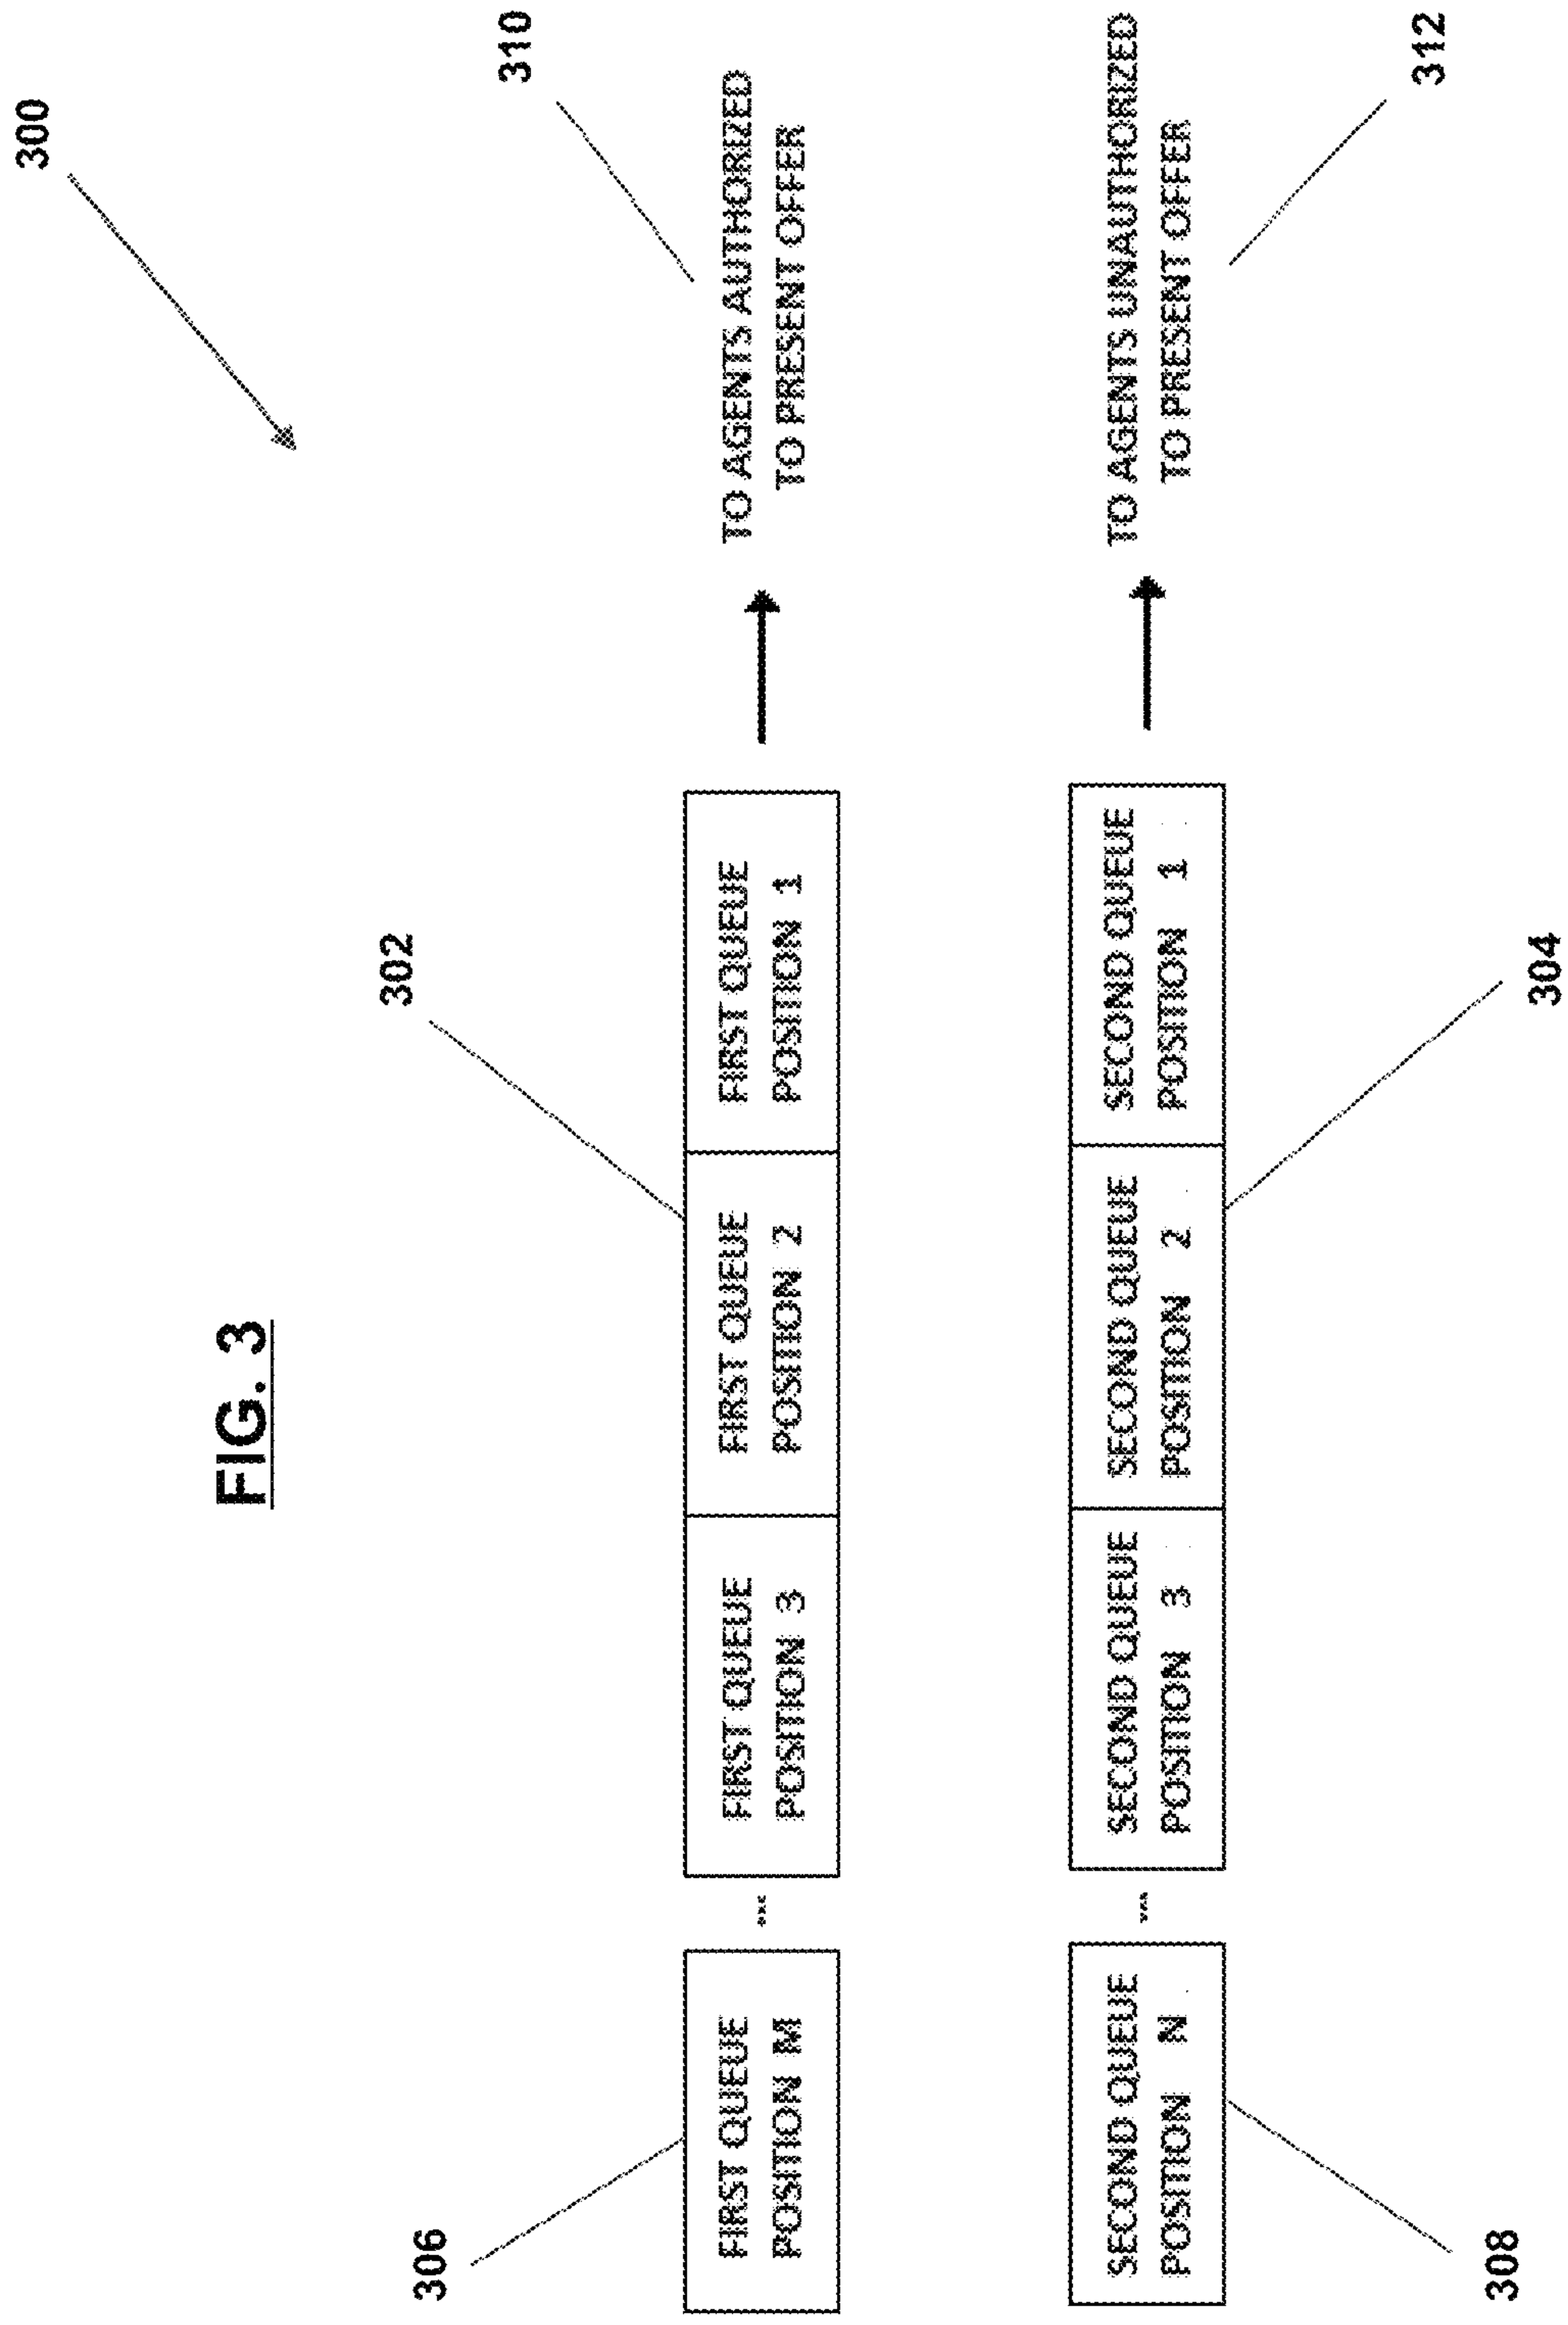 FIG. 3
300
302
306
310
FIRST QUEUE
POSITION M
...
FIRST QUEUE
POSITION 3
FIRST QUEUE
POSITION 2
FIRST QUEUE
POSITION 1
TO AGENTS AUTHORIZED
TO PRESENT OFFER
SECOND QUEUE
POSITION N
...
SECOND QUEUE
POSITION 3
SECOND QUEUE
POSITION 2
SECOND QUEUE
POSITION 1
TO AGENTS UNAUTHORIZED
TO PRESENT OFFER
308
304
312